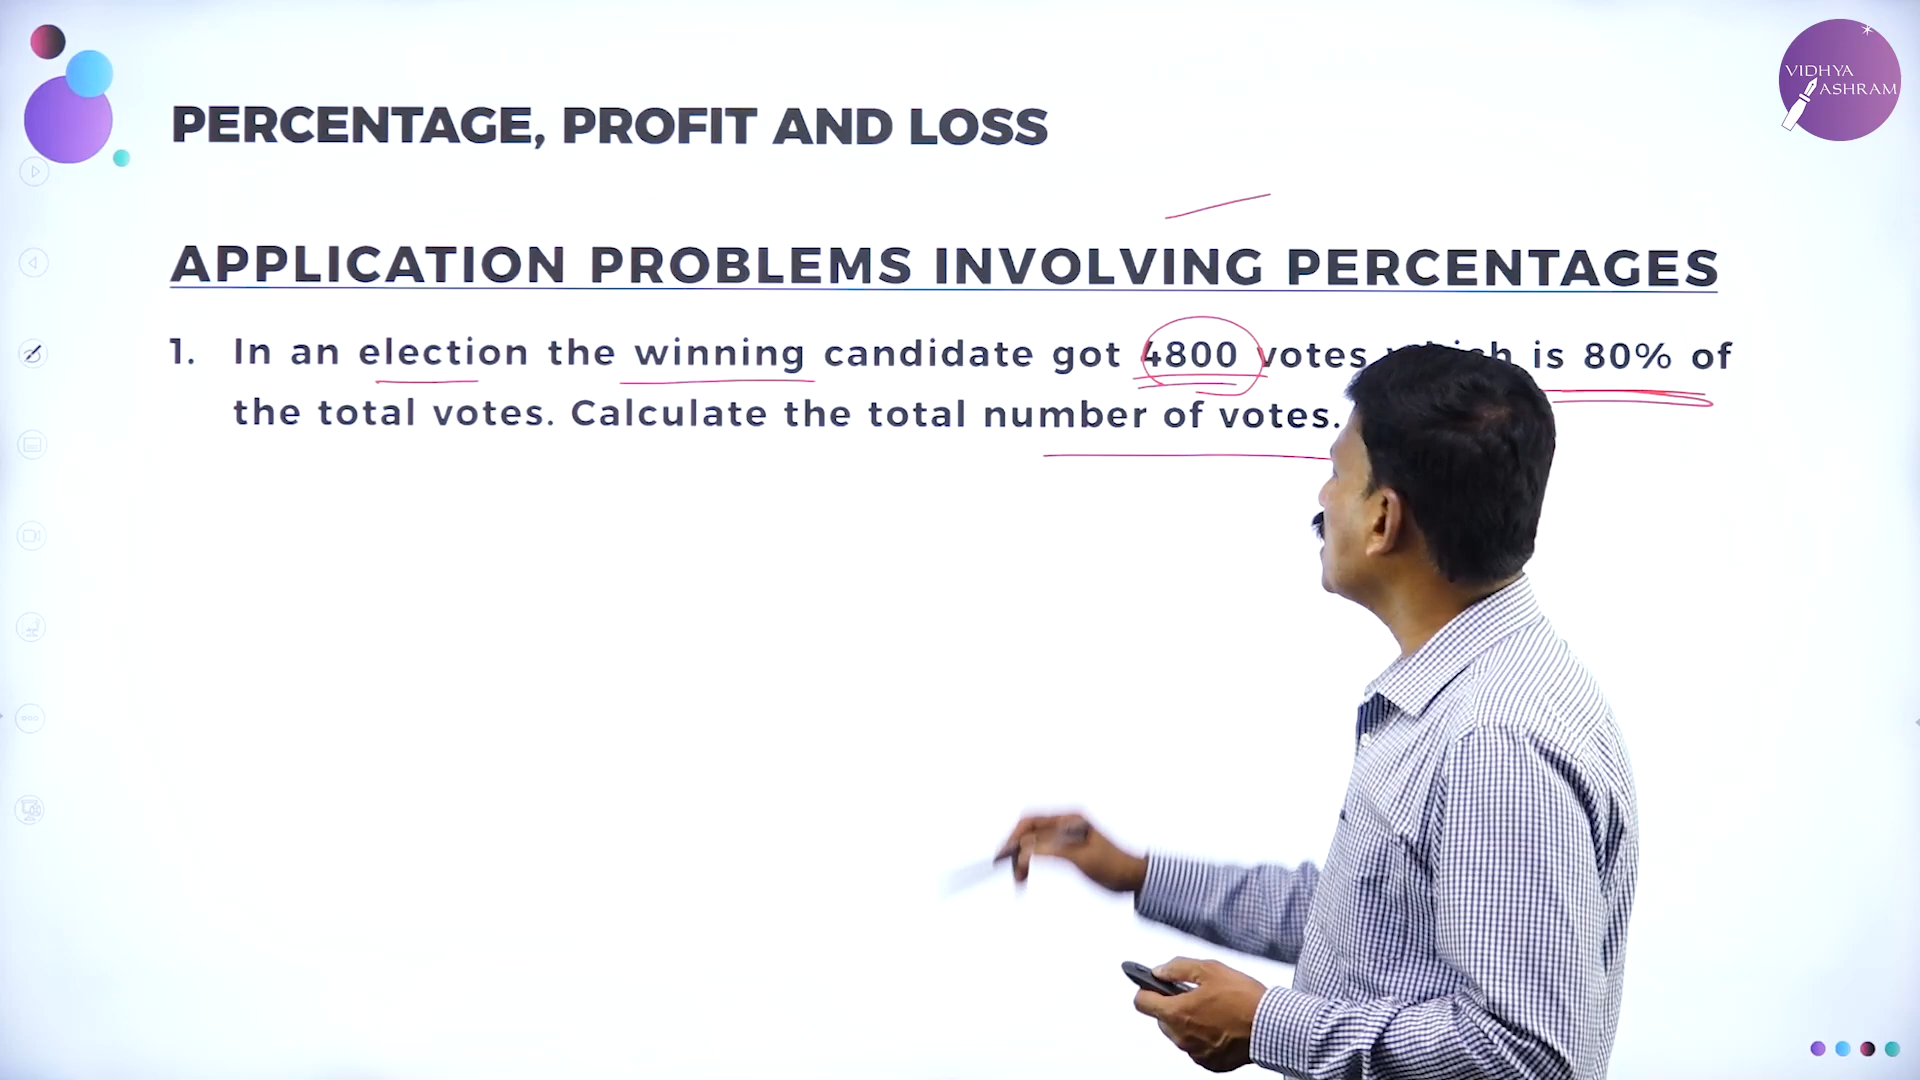 VIDHYA
ASHRAM
PERCENTAGE, PROFIT AND LOSS
APPLICATION PROBLEMS INVOLVING PERCENTAGES
1. In an election the winning candidate got 4800 votes is 80% of
the total votes. Calculate the total number of votes.